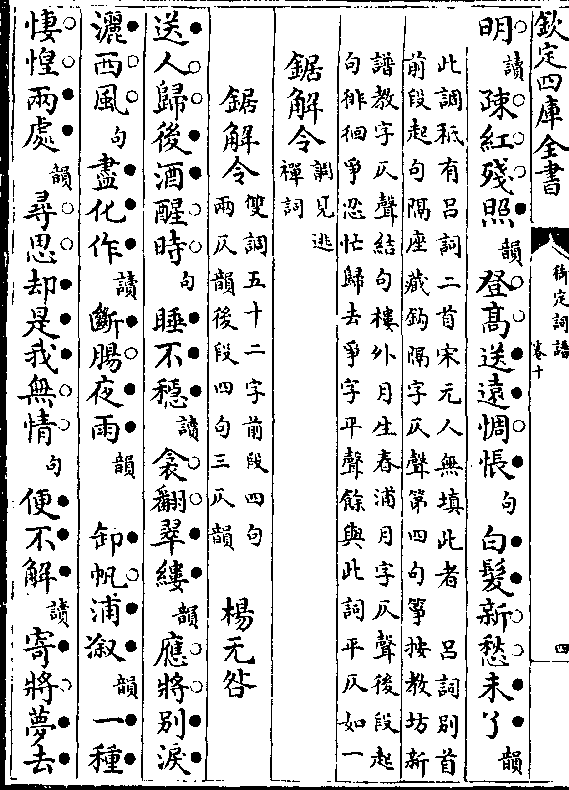 欽定四庫全書
御定詞譜
卷十
四
明讀疎紅殘照韻登髙送遠惆悵句白髮新愁未了韻
此調秪有呂詞二首宋元人無填此者 呂詞別首
前段起句隔座藏鈎隔字仄聲第四句箏按教坊新
譜教字仄聲結句樓外月生春浦月字仄聲後段起
句徘徊爭忍忙歸去爭字平聲餘與此詞平仄如一
鋸解令 調見逃
禪詞
鋸解令 雙調五十二字前段四句
兩仄韻後段四句三仄韻 楊无咎
送人歸後酒醒時句睡不穩讀衾翻翠縷韻應將別淚
灑西風句盡化作讀斷腸夜雨韻 卸帆浦溆韻一種
悽惶兩處韻尋思却是我無情句便不解讀寄將夢去